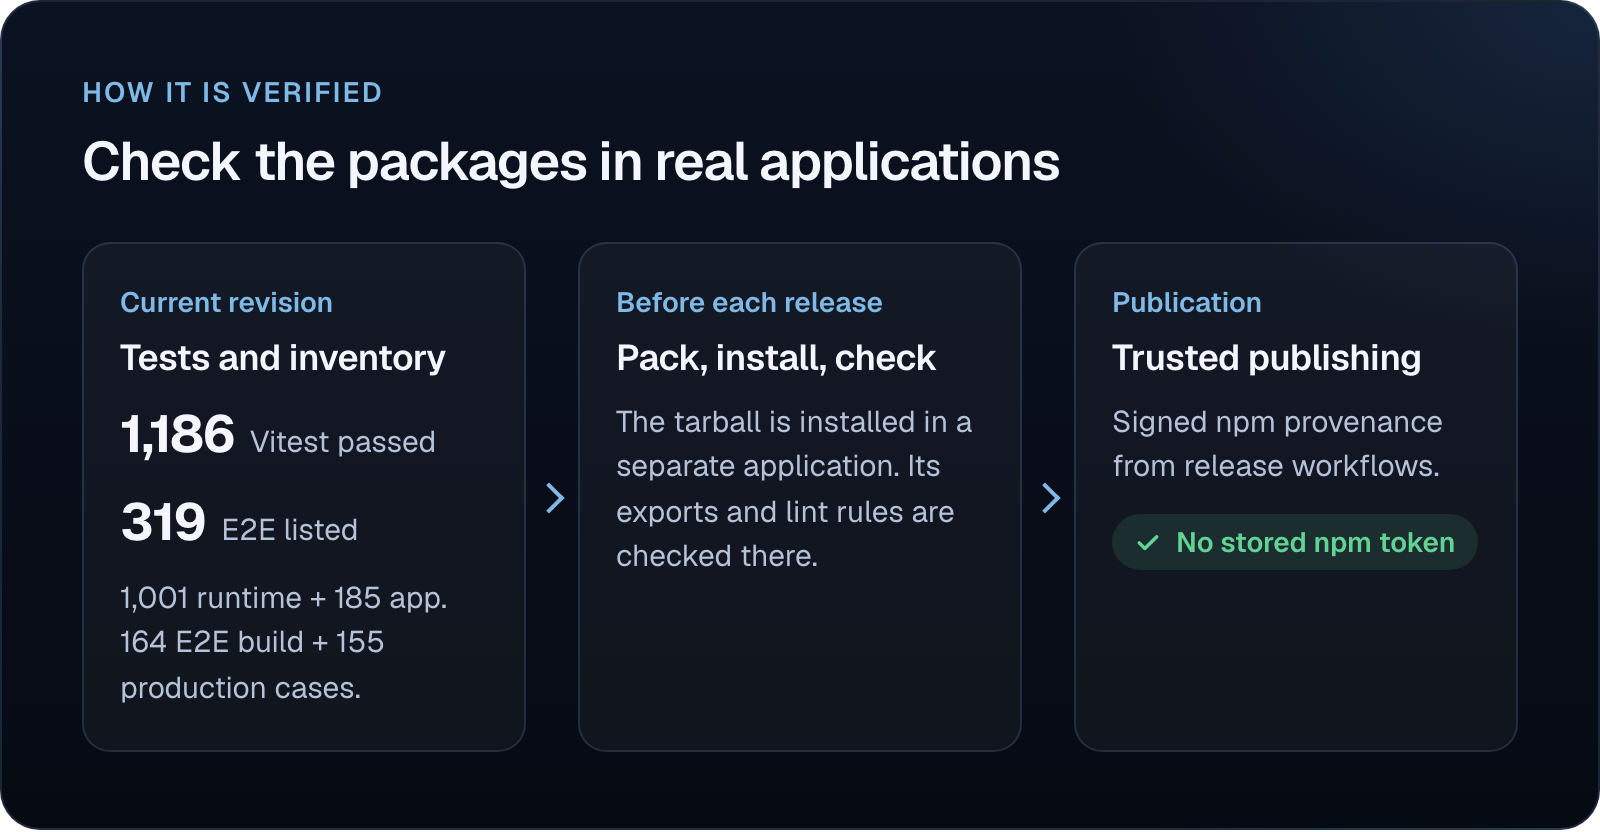 HOW IT IS VERIFIED
Check the packages in real applications
Current revision
Tests and inventory
1,186 Vitest passed
319 E2E listed
1,001 runtime + 185 app.
164 E2E build + 155
production cases.
Before each release
Pack, install, check
The tarball is installed in a
separate application. Its
exports and lint rules are
checked there.
Publication
Trusted publishing
Signed npm provenance
from release workflows.
No stored npm token